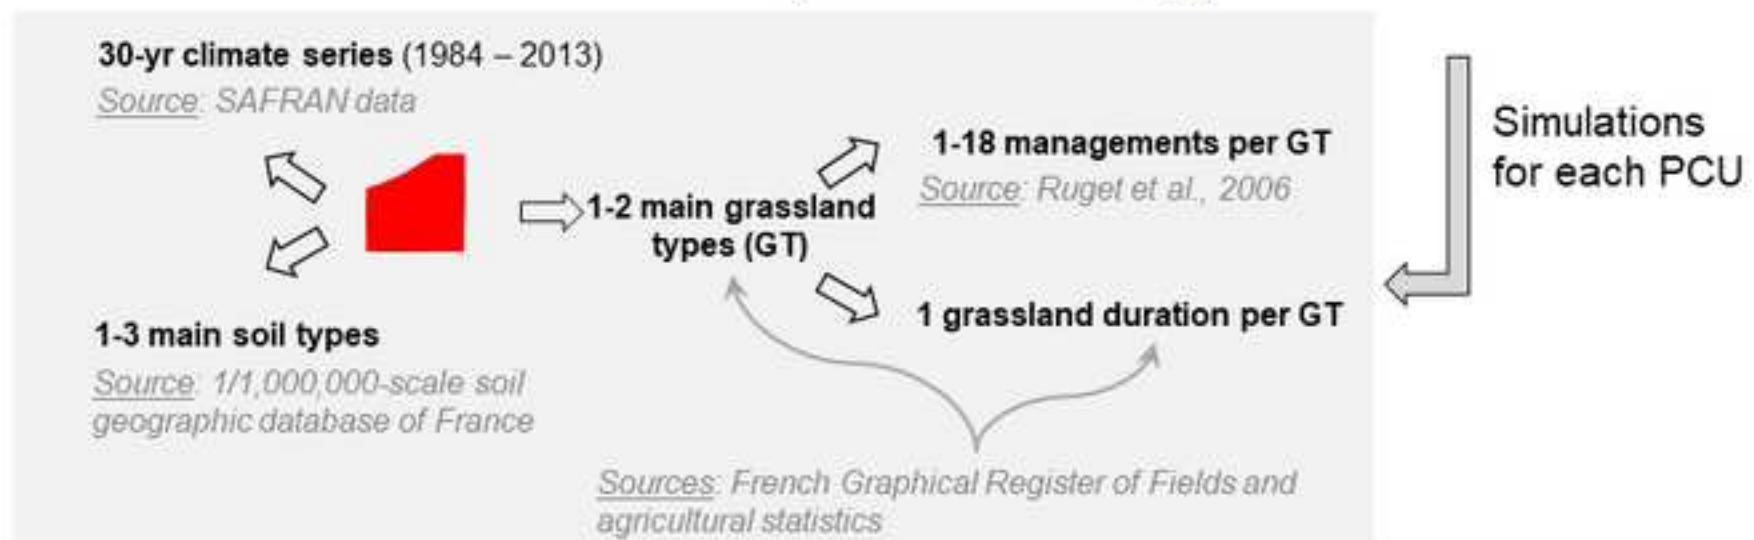 30-yr climate series (1984 – 2013)
Source: SAFRAN data
1-18 managements per GT
Source: Ruget et al., 2006
Simulations
for each PCU
1-2 main grassland
types (GT)
1 grassland duration per GT
1-3 main soil types
Source: 1/1,000,000-scale soil
geographic database of France
Sources: French Graphical Register of Fields and
agricultural statistics